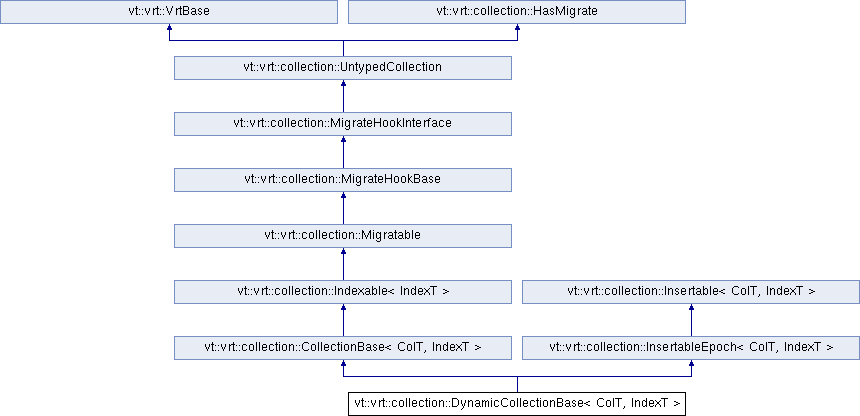 vt::vrt::VrtBase
vt::vrt::collection::HasMigrate
vt::vrt::collection::UntypedCollection
vt::vrt::collection::MigrateHookInterface
vt::vrt::collection::MigrateHookBase
vt::vrt::collection::Migratable
vt::vrt::collection::Indexable< IndexT >
vt::vrt::collection::Insertable< ColT, IndexT >
vt::vrt::collection::CollectionBase< ColT, IndexT >
vt::vrt::collection::InsertableEpoch< ColT, IndexT >
vt::vrt::collection::DynamicCollectionBase< ColT, IndexT >